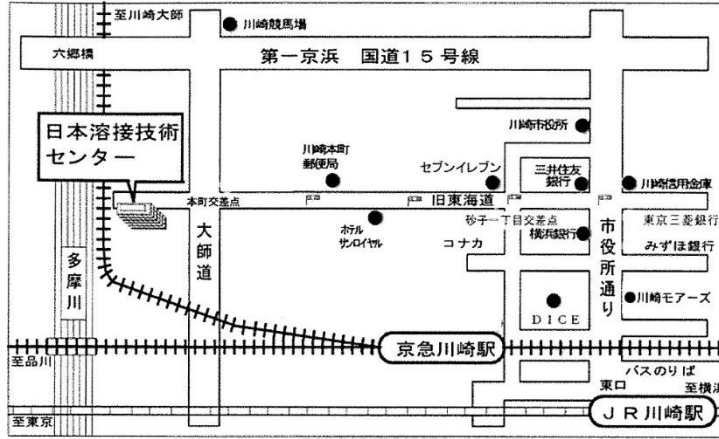 至川崎大師
川崎競馬場
六郷橋
第一京浜 国道15号線
日本溶接技術
センター
川崎市役所
川崎本町
郵便局
セブンイレブン
三井住友
銀行
川崎信用金庫
本町交差点
旧東海道
大師道
ホテル
サンロイヤル
砂子一丁目交差点
コナカ
横浜銀行
市役所通り
東京三菱銀行
みずほ銀行
多摩川
DICE
川崎モアーズ
京急川崎駅
至品川
バスのりば
東口
至横浜
至東京
JR川崎駅